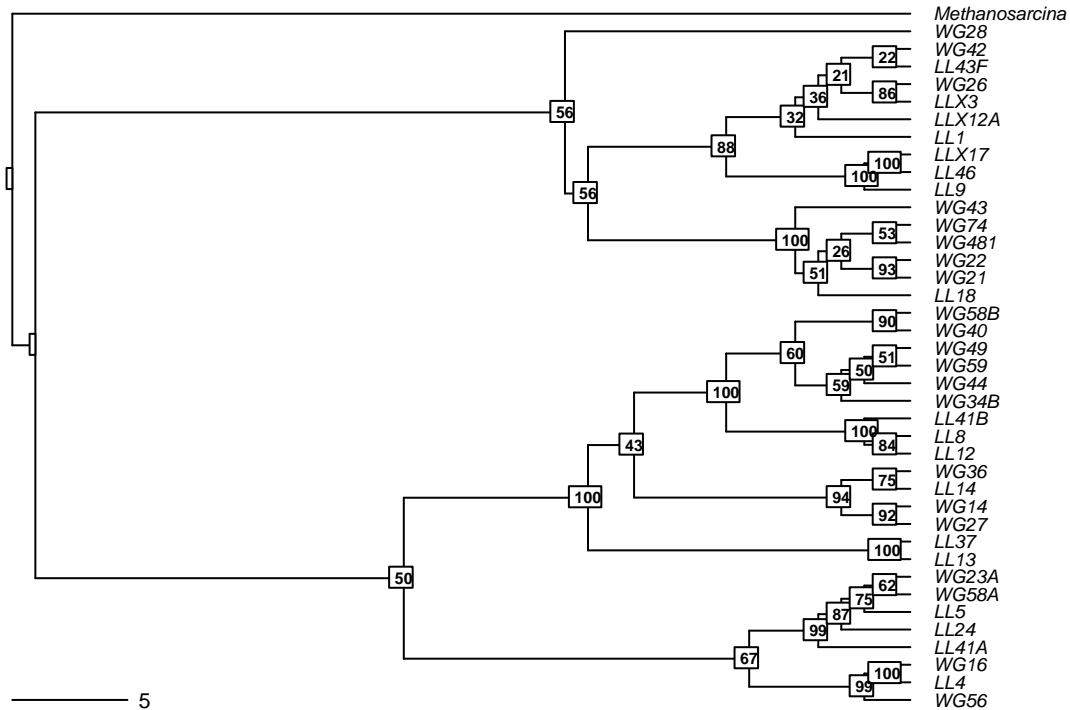 Methanosarcina
WG28
WG42
22
LL43F
21
WG26
36
86
LLX3
56
32
LLX12A
LL1
88
LLX17
100
LL46
100
LL9
56
WG43
WG74
53
WG481
100
26
WG22
51
93
WG21
LL18
WG58B
90
WG40
60
WG49
51
WG59
50
WG44
59
100
WG34B
LL41B
100
LL8
43
84
LL12
WG36
75
LL14
100
94
WG14
92
WG27
LL37
100
LL13
50
WG23A
62
WG58A
75
LL5
87
LL24
99
LL41A
67
WG16
100
LL4
99
WG56
5